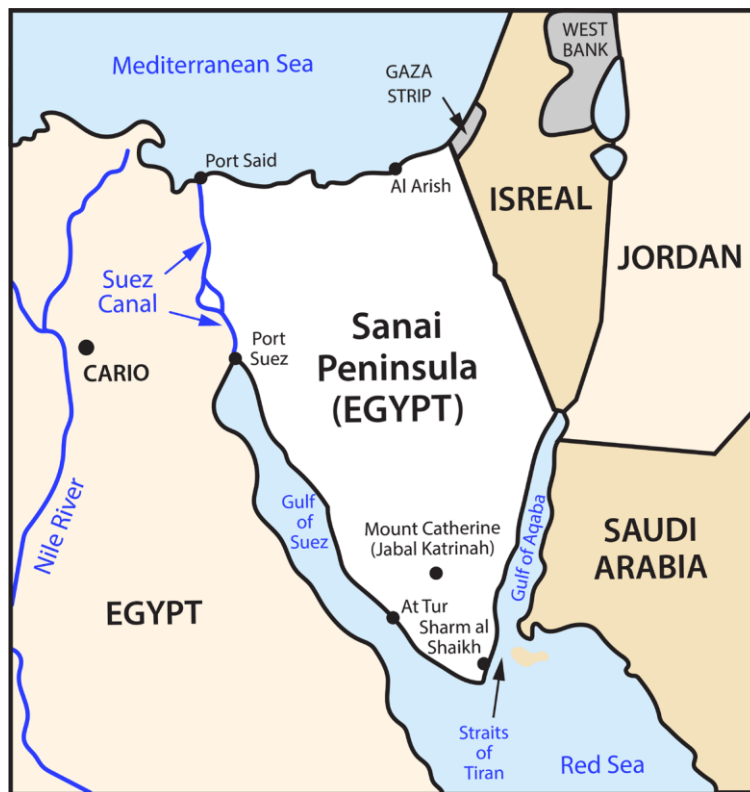 Mediterranean Sea
WEST
BANK
GAZA
STRIP
Port Said
Al Arish
ISREAL
JORDAN
Suez
Canal
Port
Suez
Sanai
Peninsula
(EGYPT)
CARIO
Nile River
Gulf
of
Suez
Mount Catherine
(Jabal Katrinah)
Gulf of Aqaba
SAUDI
ARABIA
EGYPT
At Tur
Sharm al
Shaikh
Straits
of
Tiran
Red Sea